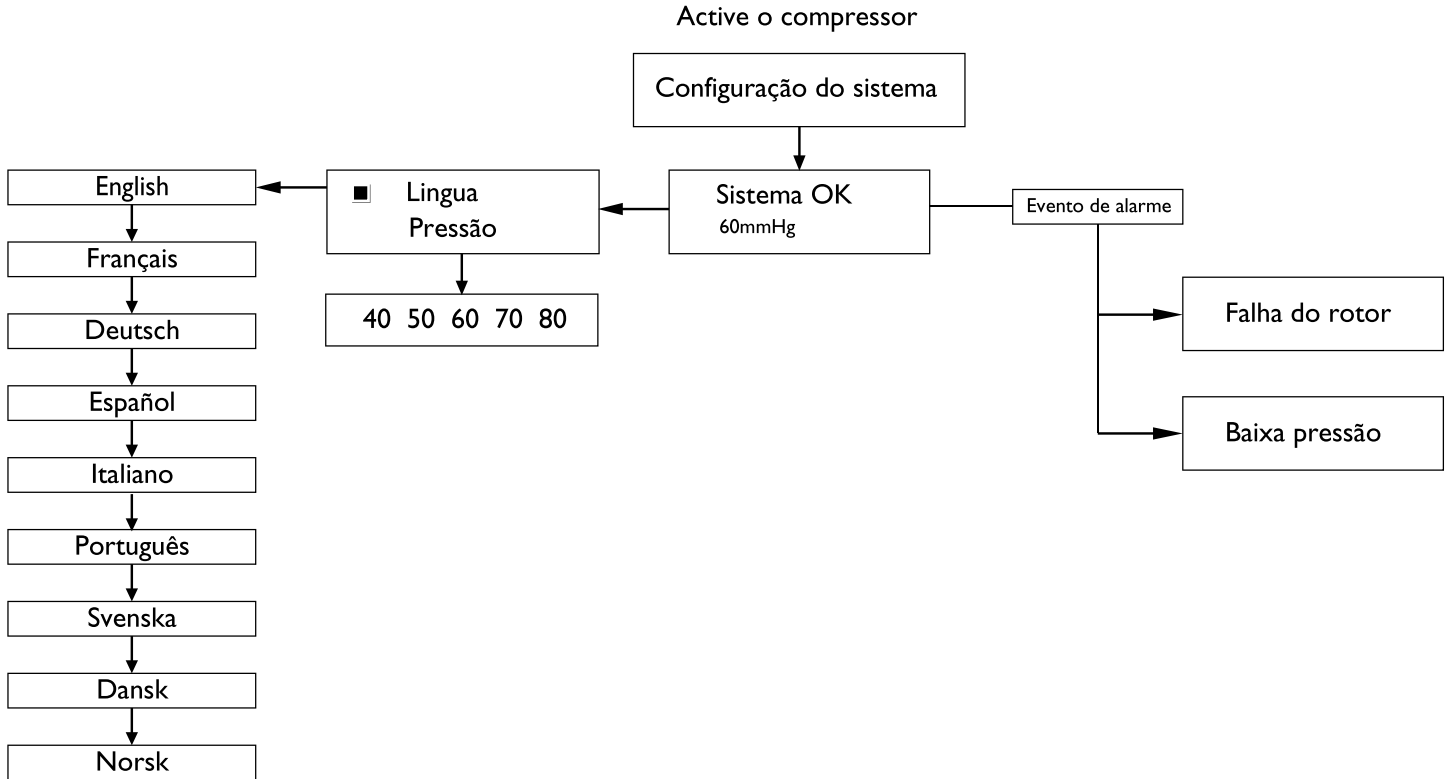 Active o compressor
Configuração do sistema
Sistema OK
60mmHg
Lingua
Pressão
40 50 60 70 80
English
Français
Deutsch
Español
Italiano
Português
Svenska
Dansk
Norsk
Evento de alarme
Falha do rotor
Baixa pressão